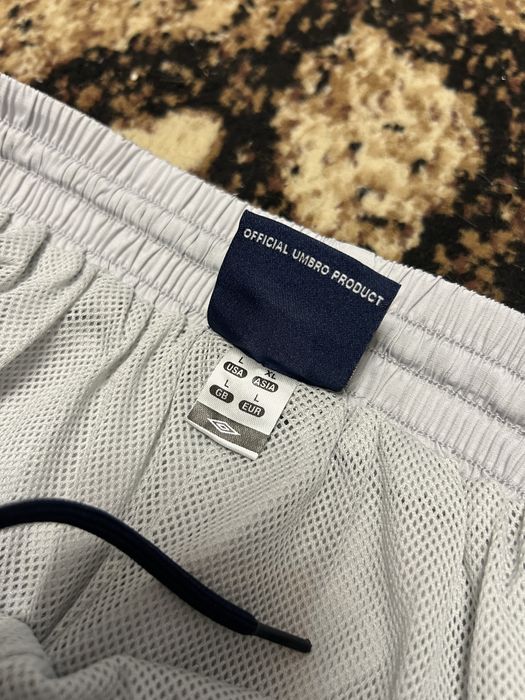 OFFICIAL UMBRO PRODUCT
L XL
USA ASIA
L L
GB EUR